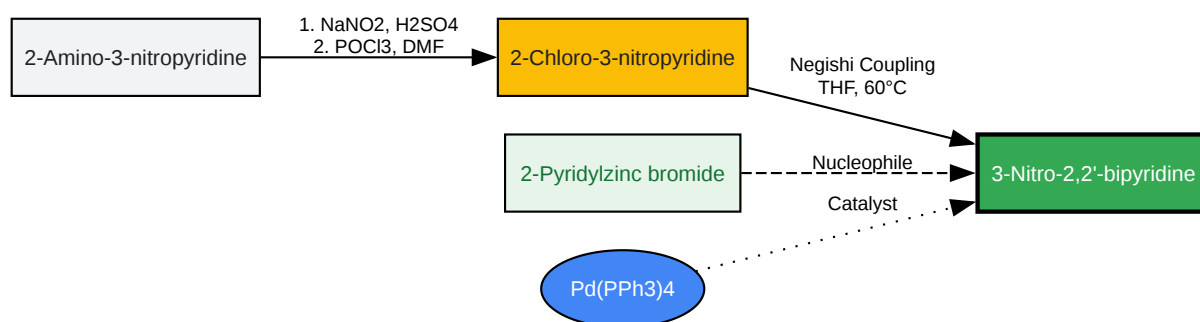 2-Amino-3-nitropyridine
1. NaNO2, H2SO4
2. POCl3, DMF
2-Chloro-3-nitropyridine
Negishi Coupling
THF, 60°C
2-Pyridylzinc bromide
Nucleophile
3-Nitro-2,2'-bipyridine
Catalyst
Pd(PPh3)4